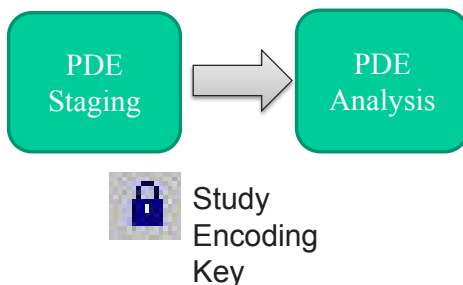 PDE
Staging
PDE
Analysis
Study
Encoding
Key